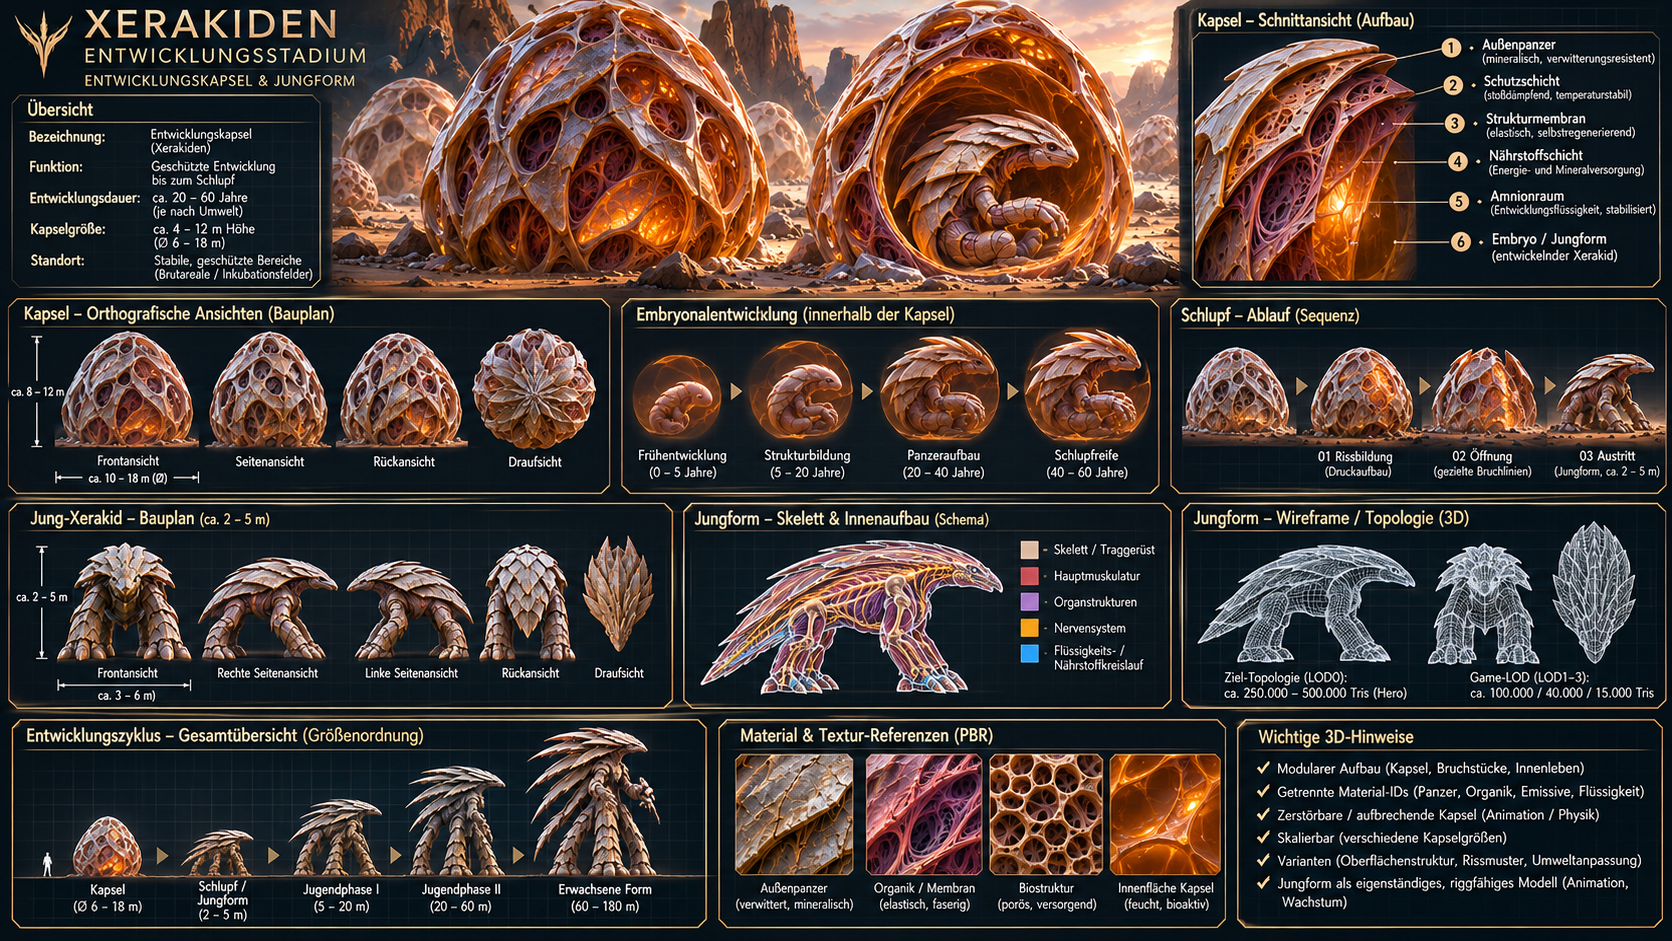 XERAKIDEN
ENTWICKLUNGSSTADIUM
ENTWICKLUNGSKAPSEL & JUNGFORM
Übersicht
Bezeichnung: Entwicklungskapsel
(Xerakiden)
Funktion: Geschützte Entwicklung
bis zum Schlupf
Entwicklungsdauer: ca. 20 – 60 Jahre
(je nach Umwelt)
Kapselgröße: ca. 4 – 12 m Höhe
(Ø 6 – 18 m)
Standort: Stabile, geschützte Bereiche
(Brutareale / Inkubationsfelder)
Kapsel – Schnittansicht (Aufbau)
1 Außenpanzer
(mineralisch, verwitterungsresistent)
2 Schutzschicht
(stoßdämpfend, temperaturstabil)
3 Strukturmembran
(elastisch, selbstregenerierend)
4 Nährstoffschicht
(Energie- und Mineralversorgung)
5 Amnionraum
(Entwicklungsflüssigkeit, stabilisiert)
6 Embryo / Jungform
(entwickelnder Xerakid)
Kapsel – Orthografische Ansichten (Bauplan)
ca. 8 – 12 m
Frontansicht
Seitenansicht
Rückansicht
Draufsicht
ca. 10 – 18 m (Ø)
Embryonalentwicklung (innerhalb der Kapsel)
Frühentwicklung
(0 – 5 Jahre)
Strukturbildung
(5 – 20 Jahre)
Panzeraufbau
(20 – 40 Jahre)
Schlupfreife
(40 – 60 Jahre)
Schlupf – Ablauf (Sequenz)
01 Rissbildung
(Druckaufbau)
02 Öffnung
(gezielte Bruchlinien)
03 Austritt
(Jungform, ca. 2 – 5 m)
Jung-Xerakid – Bauplan (ca. 2 – 5 m)
ca. 2 – 5 m
Frontansicht
Rechte Seitenansicht
Linke Seitenansicht
Rückansicht
Draufsicht
ca. 3 – 6 m)
Jungform – Skelett & Innenaufbau (Schema)
- Skelett / Traggerüst
- Hauptmuskulatur
- Organstrukturen
- Nervensystem
- Flüssigkeits- /
Nährstoffkreislauf
Jungform – Wireframe / Topologie (3D)
Ziel-Topologie (LOD0):
ca. 250.000 – 500.000 Tris (Hero)
Game-LOD (LOD1–3):
ca. 100.000 / 40.000 / 15.000 Tris
Entwicklungszyklus – Gesamtübersicht (Größenordnung)
Kapsel
(Ø 6 – 18 m)
Schlupf /
Jungform
(2 – 5 m)
Jugendphase I
(5 – 20 m)
Jugendphase II
(20 – 60 m)
Erwachsene Form
(60 – 180 m)
Material & Textur-Referenzen (PBR)
Außenpanzer
(verwittert, mineralisch)
Organik / Membran
(elastisch, faserig)
Biostruktur
(porös, versorgend)
Innenfläche Kapsel
(feucht, bioaktiv)
Wichtige 3D-Hinweise
✓ Modularer Aufbau (Kapsel, Bruchstücke, Innenleben)
✓ Getrennte Material-IDs (Panzer, Organik, Emissive, Flüssigkeit)
✓ Zerstörbare / aufbrechende Kapsel (Animation / Physik)
✓ Skalierbar (verschiedene Kapselgrößen)
✓ Varianten (Oberflächenstruktur, Rissmuster, Umweltanpassung)
✓ Jungform als eigenständiges, riggfähiges Modell (Animation,
Wachstum)